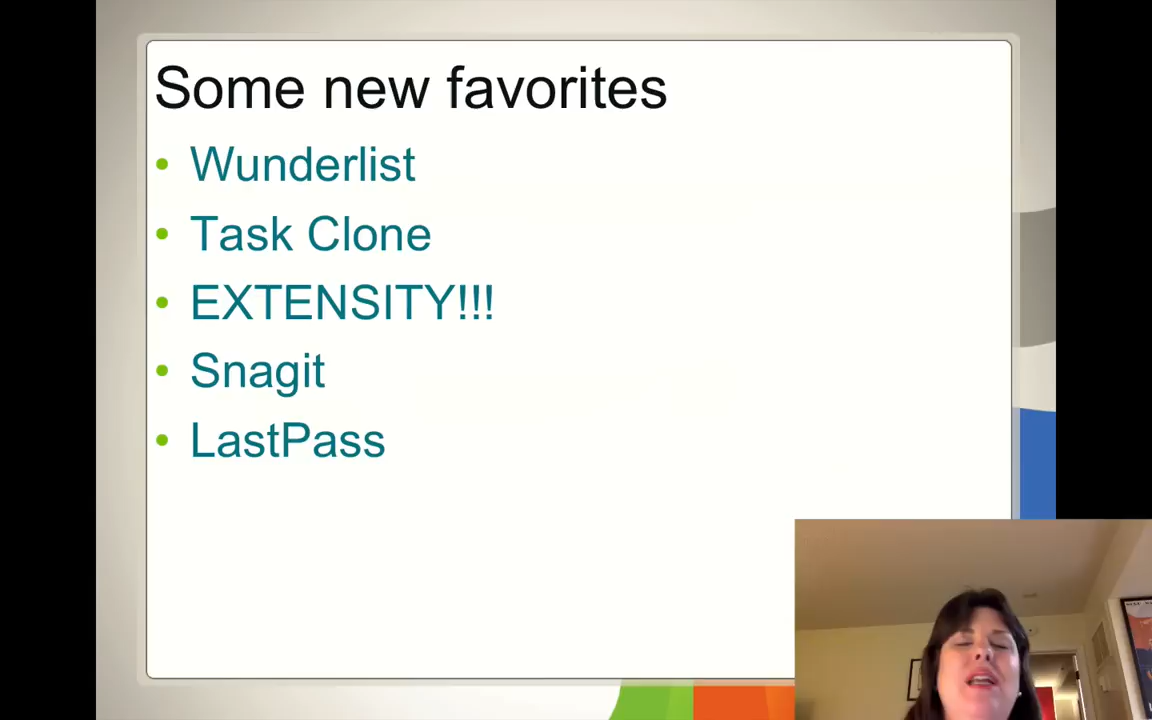 Some new favorites
• Wunderlist
• Task Clone
• EXTENSITY!!!
• Snagit
• LastPass